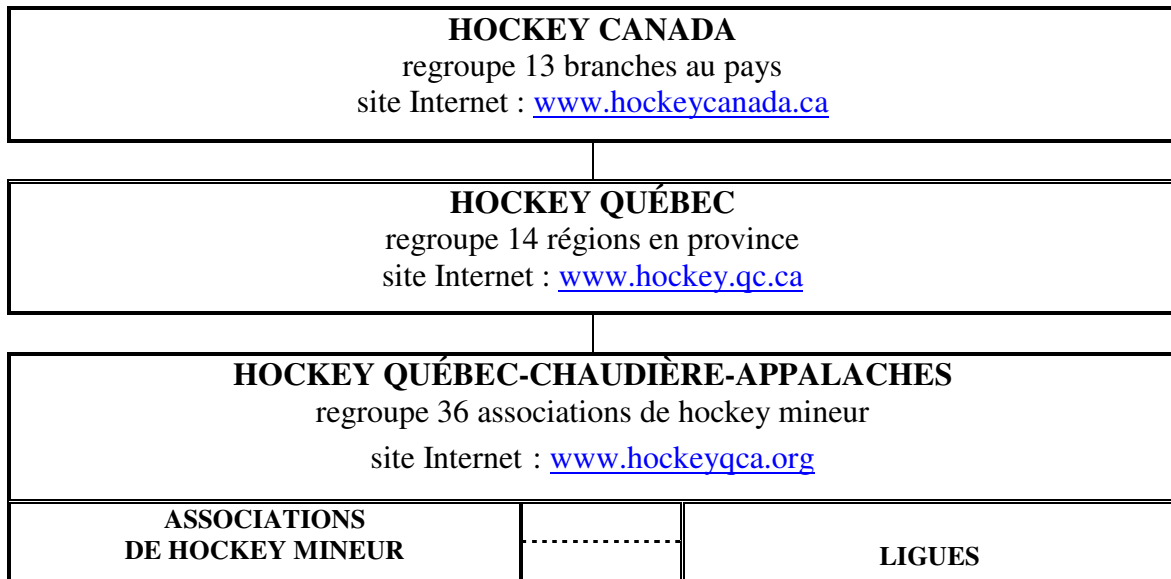 HOCKEY CANADA
regroupe 13 branches au pays
site Internet : www.hockeycanada.ca
HOCKEY QUÉBEC
regroupe 14 régions en province
site Internet : www.hockey.qc.ca
HOCKEY QUÉBEC-CHAUDIÈRE-APPALACHES
regroupe 36 associations de hockey mineur
site Internet : www.hockeyqca.org
ASSOCIATIONS
DE HOCKEY MINEUR
LIGUES